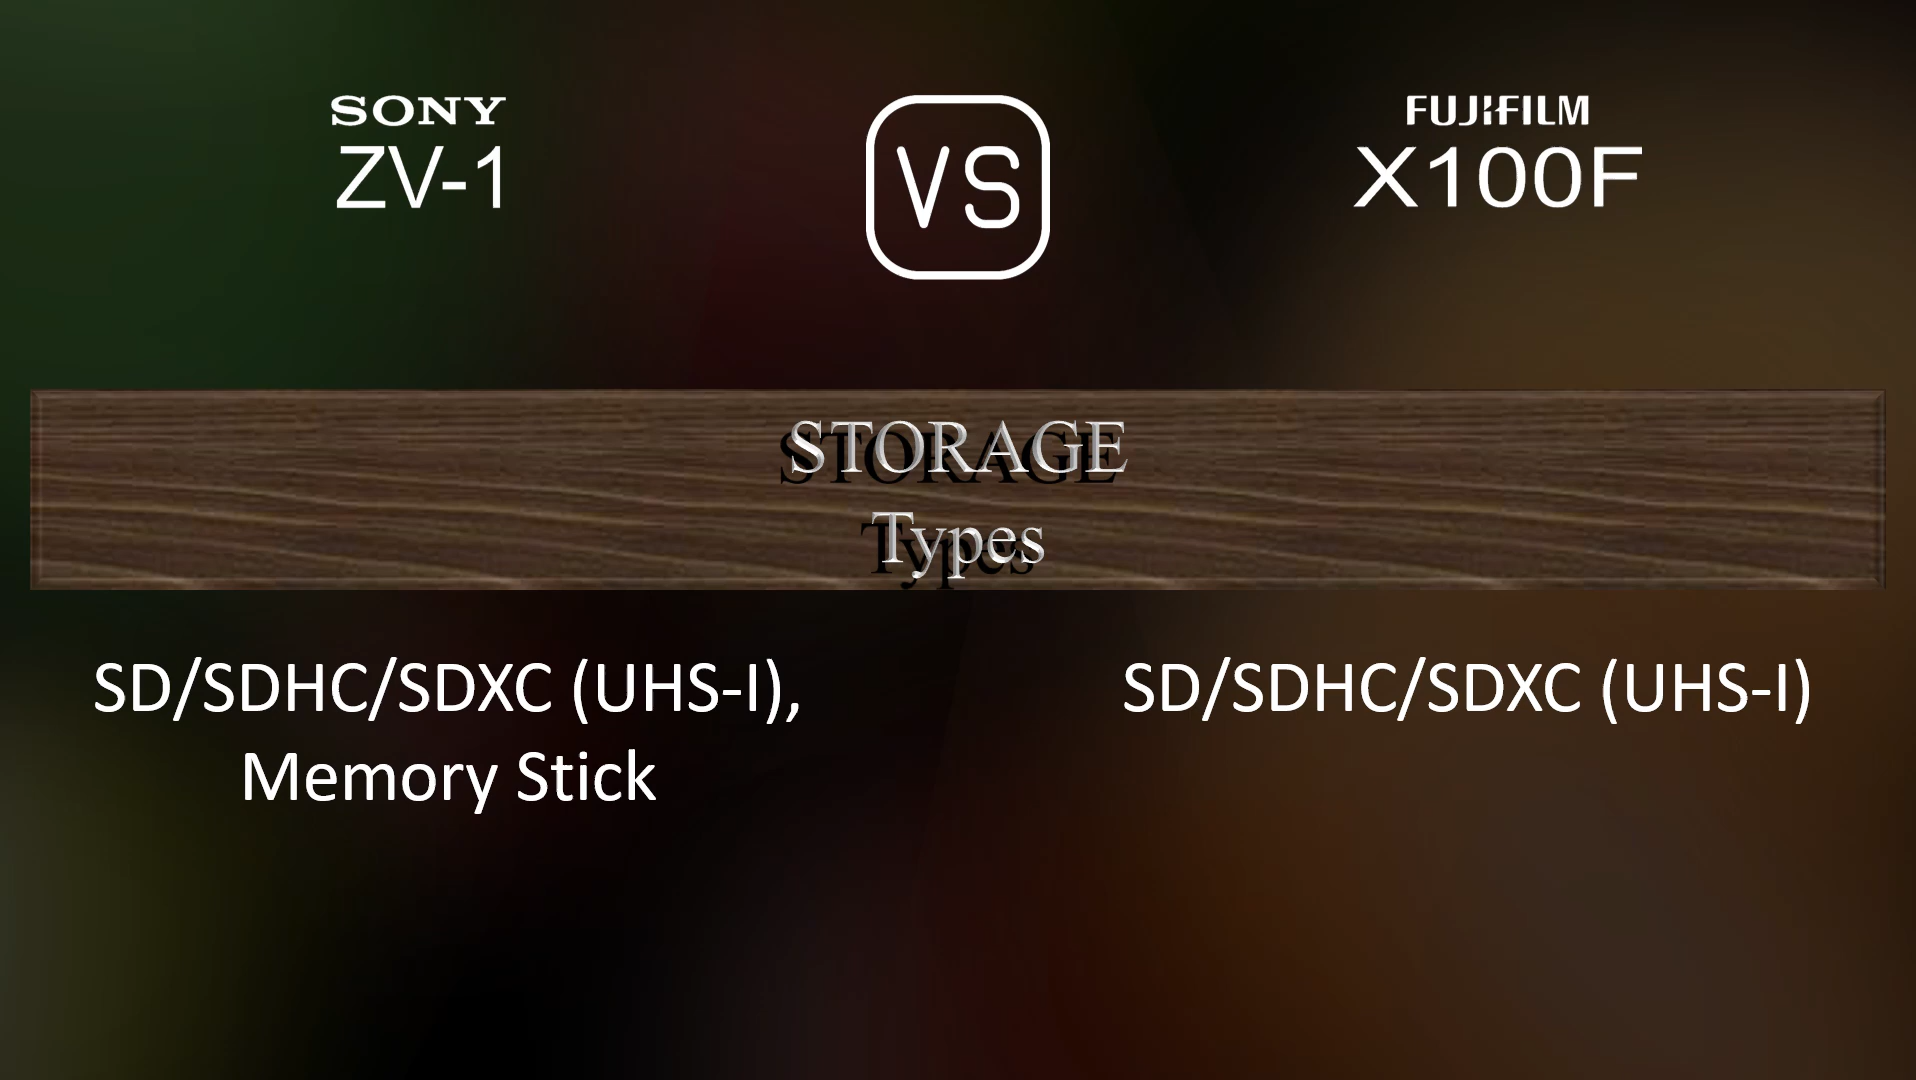 SONY
ZV-1
VS
FUJIFILM
X100F
STORAGE
Types
SD/SDHC/SDXC (UHS-I),
Memory Stick
SD/SDHC/SDXC (UHS-I)